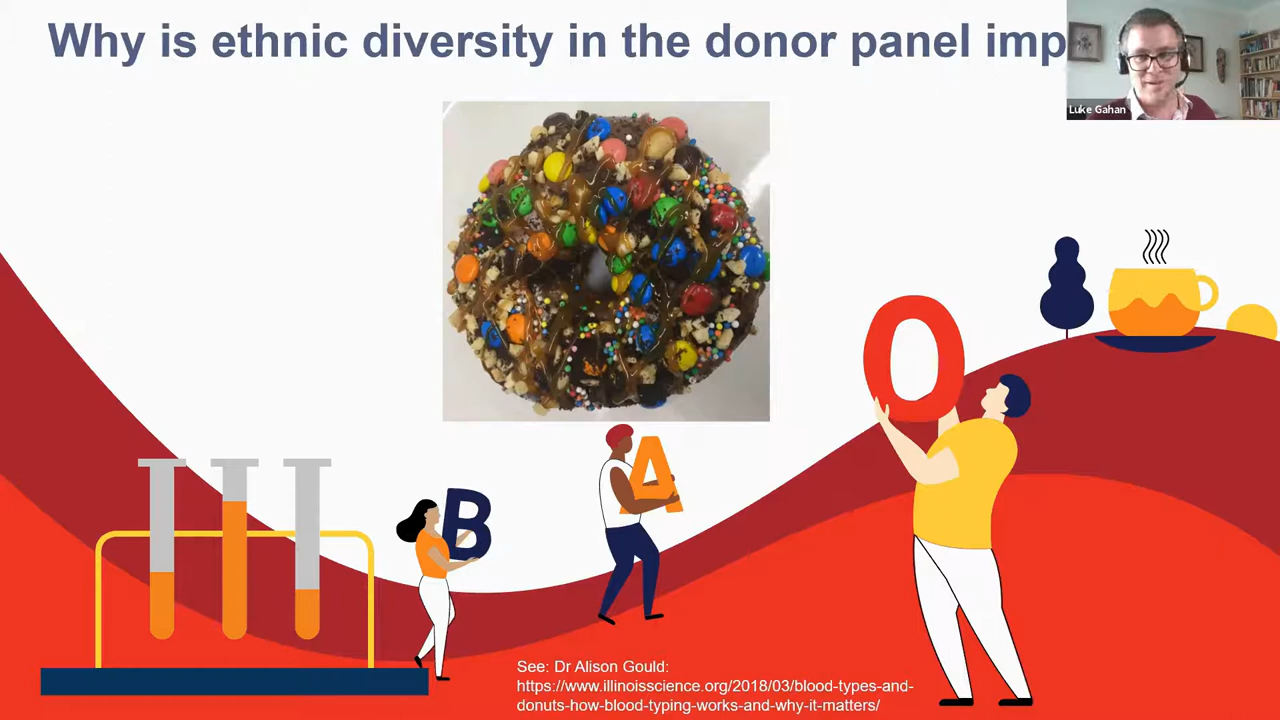 Why is ethnic diversity in the donor panel imp
Luke Gahan
O
A
B
See: Dr Alison Gould:
https://www.illinoisscience.org/2018/03/blood-types-and-
donuts-how-blood-typing-works-and-why-it-matters/